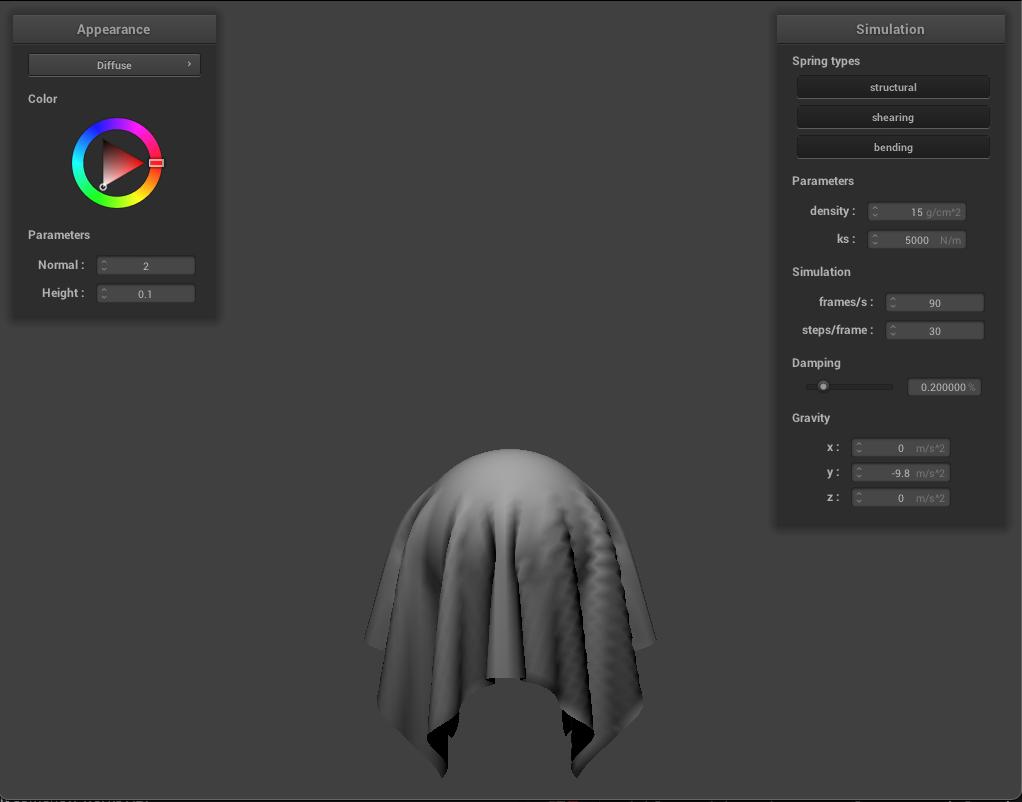 Appearance
Diffuse
Color
Parameters
Normal : 2
Height : 0.1
Simulation
Spring types
structural
shearing
bending
Parameters
density : 15 g/cm^2
ks : 5000 N/m
Simulation
frames/s : 90
steps/frame : 30
Damping
0.200000 %
Gravity
x : 0 m/s^2
y : -9.8 m/s^2
z : 0 m/s^2